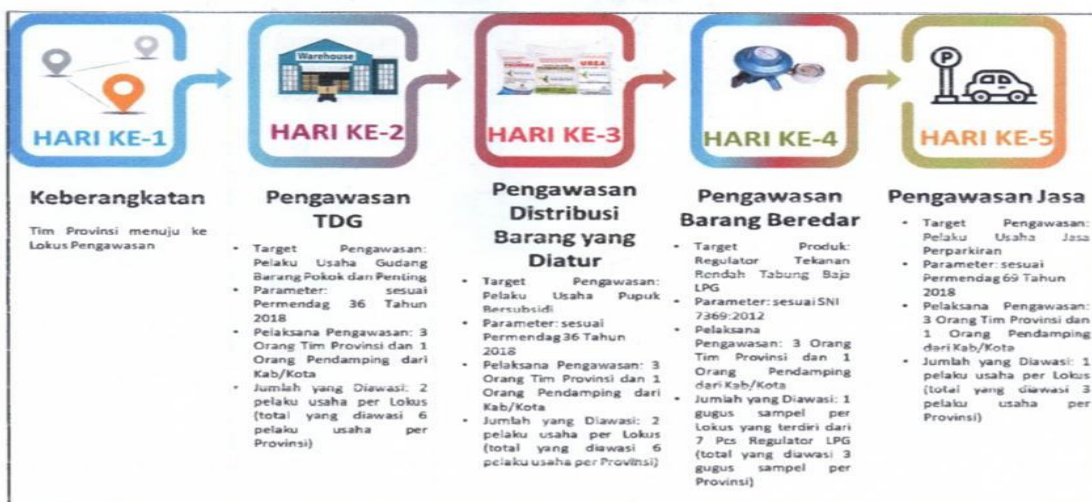 Warehouse
UREA
P
HARI KE-1
HARI KE-2
HARI KE-3
HARI KE-4
HARI KE-5
Keberangkatan
Tim Provinsi menuju ke
Lokus Pengawasan
Pengawasan
TDG
• Target Pengawasan:
Pelaku Usaha Gudang
Barang Pokok dan Penting
• Parameter: sesuai
Permendag 36 Tahun
2018
• Pelaksana Pengawasan: 3
Orang Tim Provinsi dan 1
Orang Pendamping dari
Kab/Kota
• Jumlah yang Diawasi: 2
pelaku usaha per Lokus
(total yang diawasi 6
pelaku usaha per
Provinsi)
Pengawasan
Distribusi
Barang yang
Diatur
• Target Pengawasan:
Pelaku Usaha Pupuk
Bersubsidi
• Parameter: sesuai
Permendag 36 Tahun
2018
• Pelaksana Pengawasan: 3
Orang Tim Provinsi dan 1
Orang Pendamping dari
Kab/Kota
• Jumlah yang Diawasi: 2
pelaku usaha per Lokus
(total yang diawasi 6
pelaku usaha per Provinsi)
Pengawasan
Barang Beredar
• Target Produk:
Regulator Tekanan
Rendah Tabung Baja
LPG
• Parameter: sesuai SNI
7369:2012
• Pelaksana
Pengawasan: 3 Orang
Tim Provinsi dan 1
Orang Pendamping
dari Kab/Kota
• Jumlah yang Diawasi: 1
gugus sampel per
Lokus yang terdiri dari
7 Pcs Regulator LPG
(total yang diawasi 3
gugus sampel per
Provinsi)
Pengawasan Jasa
• Target Pengawasan:
Pelaku Usaha Jasa
Perparkiran
• Parameter: sesuai
Permendag 69 Tahun
2018
• Pelaksana Pengawasan:
3 Orang Tim Provinsi dan
1 Orang Pendamping
dari Kab/Kota
• Jumlah yang Diawasi: 1
pelaku usaha per Lokus
(total yang diawasi 3
pelaku usaha per
Provinsi)